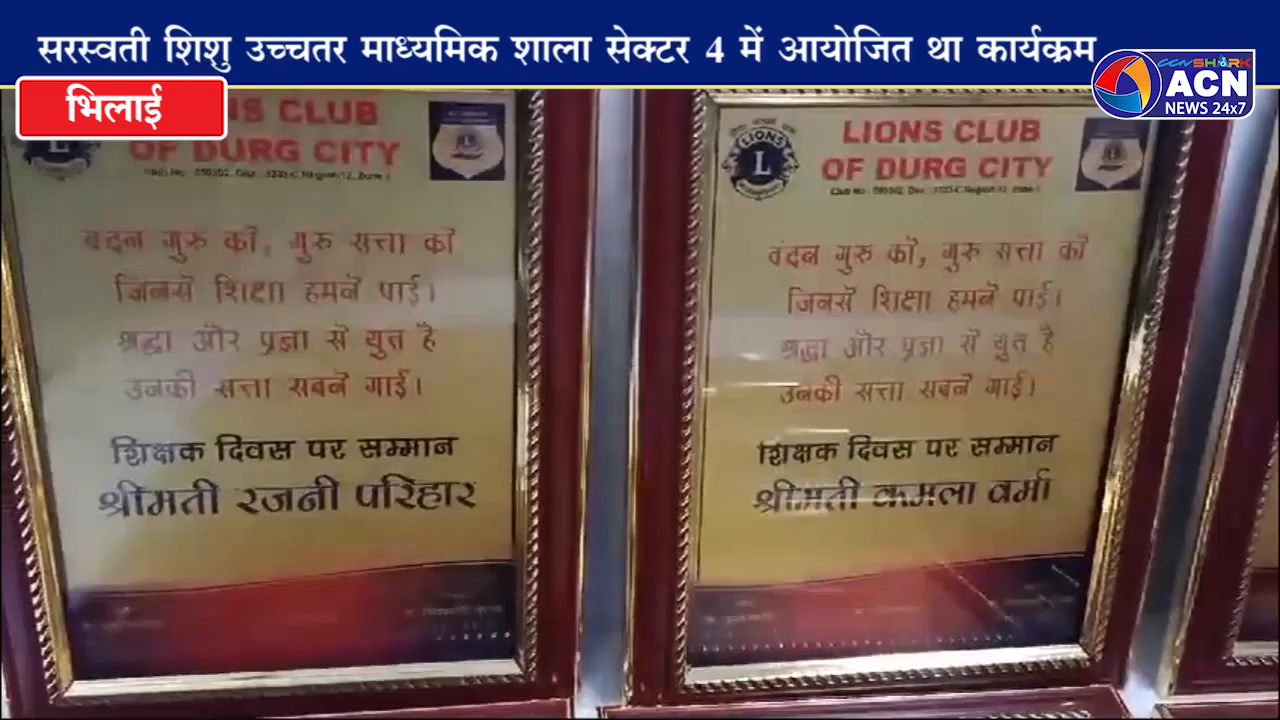 सरस्वती शिशु उच्चतर माध्यमिक शाला सेक्टर 4 में आयोजित था कार्यक्रम
भिलाई
CCN SHARK
ACN
NEWS 24x7
NS CLUB
OF DURG CITY
वंदन गुरु को, गुरु सत्ता को
जिनसे शिक्षा हमने पाई।
श्रद्धा और प्रज्ञा से युत है
उनकी सत्ता सबने गाई।
शिक्षक दिवस पर सम्मान
श्रीमती रजनी परिहार
LIONS
L
LIONS CLUB
OF DURG CITY
वंदन गुरु को, गुरु सत्ता को
जिनसे शिक्षा हमने पाई।
श्रद्धा और प्रज्ञा से युत है
उनकी सत्ता सबने गाई।
शिक्षक दिवस पर सम्मान
श्रीमती कमला वर्मा